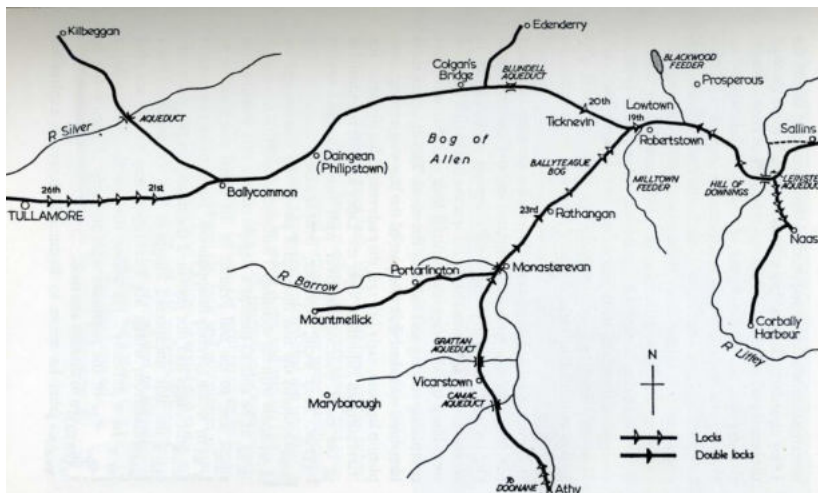 Kilbeggan
Edenderry
Colgan's
Bridge
BLUNDELL
AQUEDUCT
BLACKWOOD
FEEDER
Prosperous
20th
Lowtown
19th
Ticknevin
Robertstown
Sallins
R Silver
AQUEDUCT
Bog of
Allen
Daingean
(Philipstown)
BALLYTEAGUE
BOG
MILLTOWN
FEEDER
HILL OF
DOWNINGS
LEINSTER
AQUEDUCT
26th
21st
Ballycommon
TULLAMORE
23rd
Rathangan
Naas
R Barrow
Portarlington
Monasterevan
Mountmellick
Corbally
Harbour
R Liffey
GRATTAN
AQUEDUCT
Vicarstown
Maryborough
CAMAC
AQUEDUCT
N
Locks
Double locks
To
DOONANE
Athy